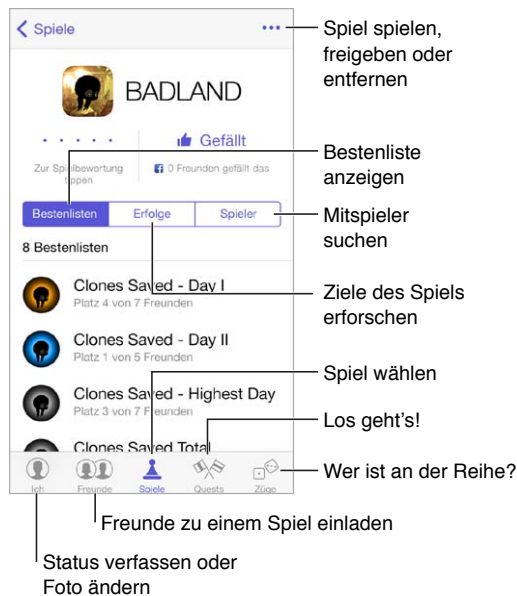 Spiele
Spiel spielen,
freigeben oder
entfernen
BADLAND
Gefällt
Zur Spielbewertung
tippen
0 Freunden gefällt das
Bestenliste
anzeigen
Bestenlisten
Erfolge
Spieler
Mitspieler
suchen
8 Bestenlisten
Clones Saved - Day I
Platz 4 von 7 Freunden
Ziele des Spiels
erforschen
Clones Saved - Day II
Platz 1 von 5 Freunden
Clones Saved - Highest Day
Platz 3 von 7 Freunden
Spiel wählen
Clones Saved Total
Los geht's!
Ich
Freunde
Spiele
Quests
Züge
Wer ist an der Reihe?
Freunde zu einem Spiel einladen
Status verfassen oder
Foto ändern